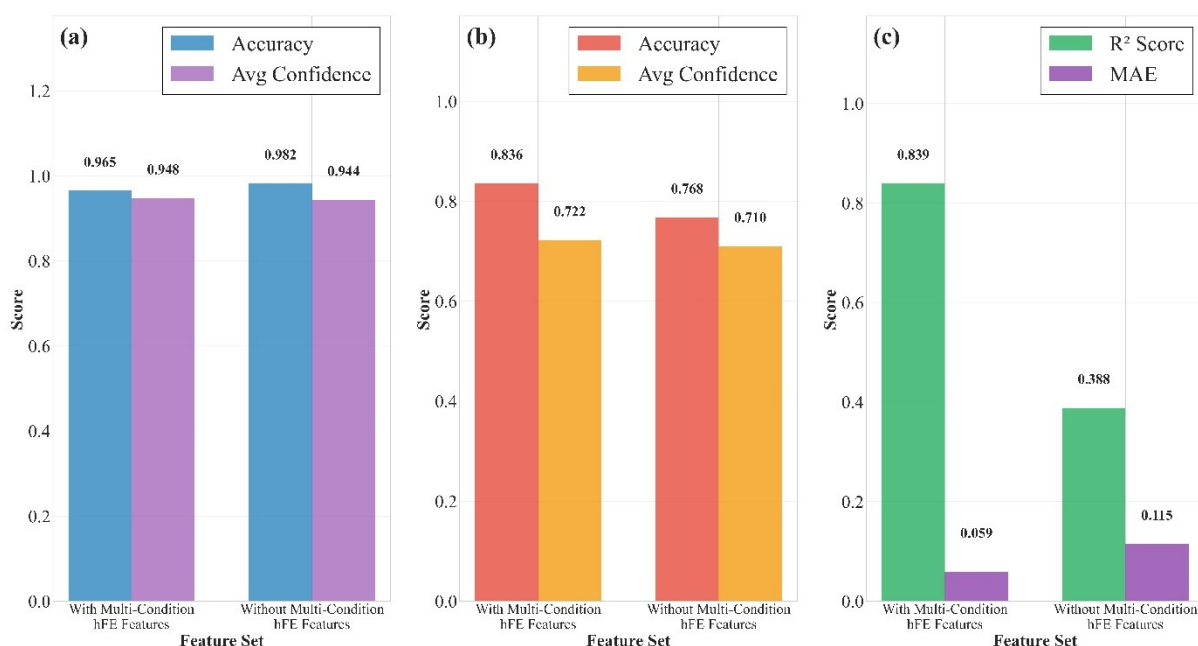 (a)
Accuracy
Avg Confidence
1.2
1.0
0.8
0.6
0.4
0.2
0.0
Score
0.965
0.948
0.982
0.944
With Multi-Condition
hFE Features
Without Multi-Condition
hFE Features
Feature Set
(b)
Accuracy
Avg Confidence
1.0
0.8
0.6
0.4
0.2
0.0
Score
0.836
0.722
0.768
0.710
With Multi-Condition
hFE Features
Without Multi-Condition
hFE Features
Feature Set
(c)
R² Score
MAE
1.0
0.8
0.6
0.4
0.2
0.0
Score
0.839
0.059
0.388
0.115
With Multi-Condition
hFE Features
Without Multi-Condition
hFE Features
Feature Set